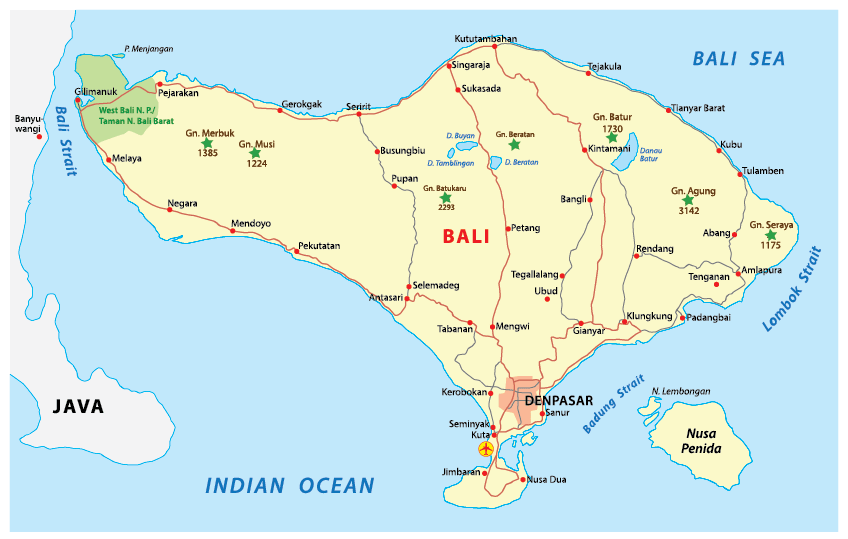 Kututambahan
P. Menjangan
BALI SEA
Singaraja
Tejakula
Gilimanuk
Pejarakan
Sukasada
Gerokgak
Seririt
Tianyar Barat
West Bali N. P./
Taman N. Bali Barat
Banyu-
wangi
Bali Strait
Gn. Merbuk
1385
Gn. Musi
1224
D. Buyan
Gn. Beratan
Gn. Batur
1730
Kubu
Melaya
Busungbiu
D. Tamblingan
D. Beratan
Kintamani
Danau
Batur
Tulamben
Pupan
Gn. Batukaru
2293
Gn. Agung
3142
Negara
Bangli
Mendoyo
Petang
BALI
Abang
Gn. Seraya
1175
Pekutatan
Rendang
Tegallalang
Tenganan
Amlapura
Lombok Strait
Selemadeg
Ubud
Antasari
Tabanan
Mengwi
Gianyar
Klungkung
Padangbai
Kerobokan
DENPASAR
Badung Strait
N. Lembongan
JAVA
Sanur
Seminyak
Kuta
Nusa
Penida
Jimbaran
Nusa Dua
INDIAN OCEAN